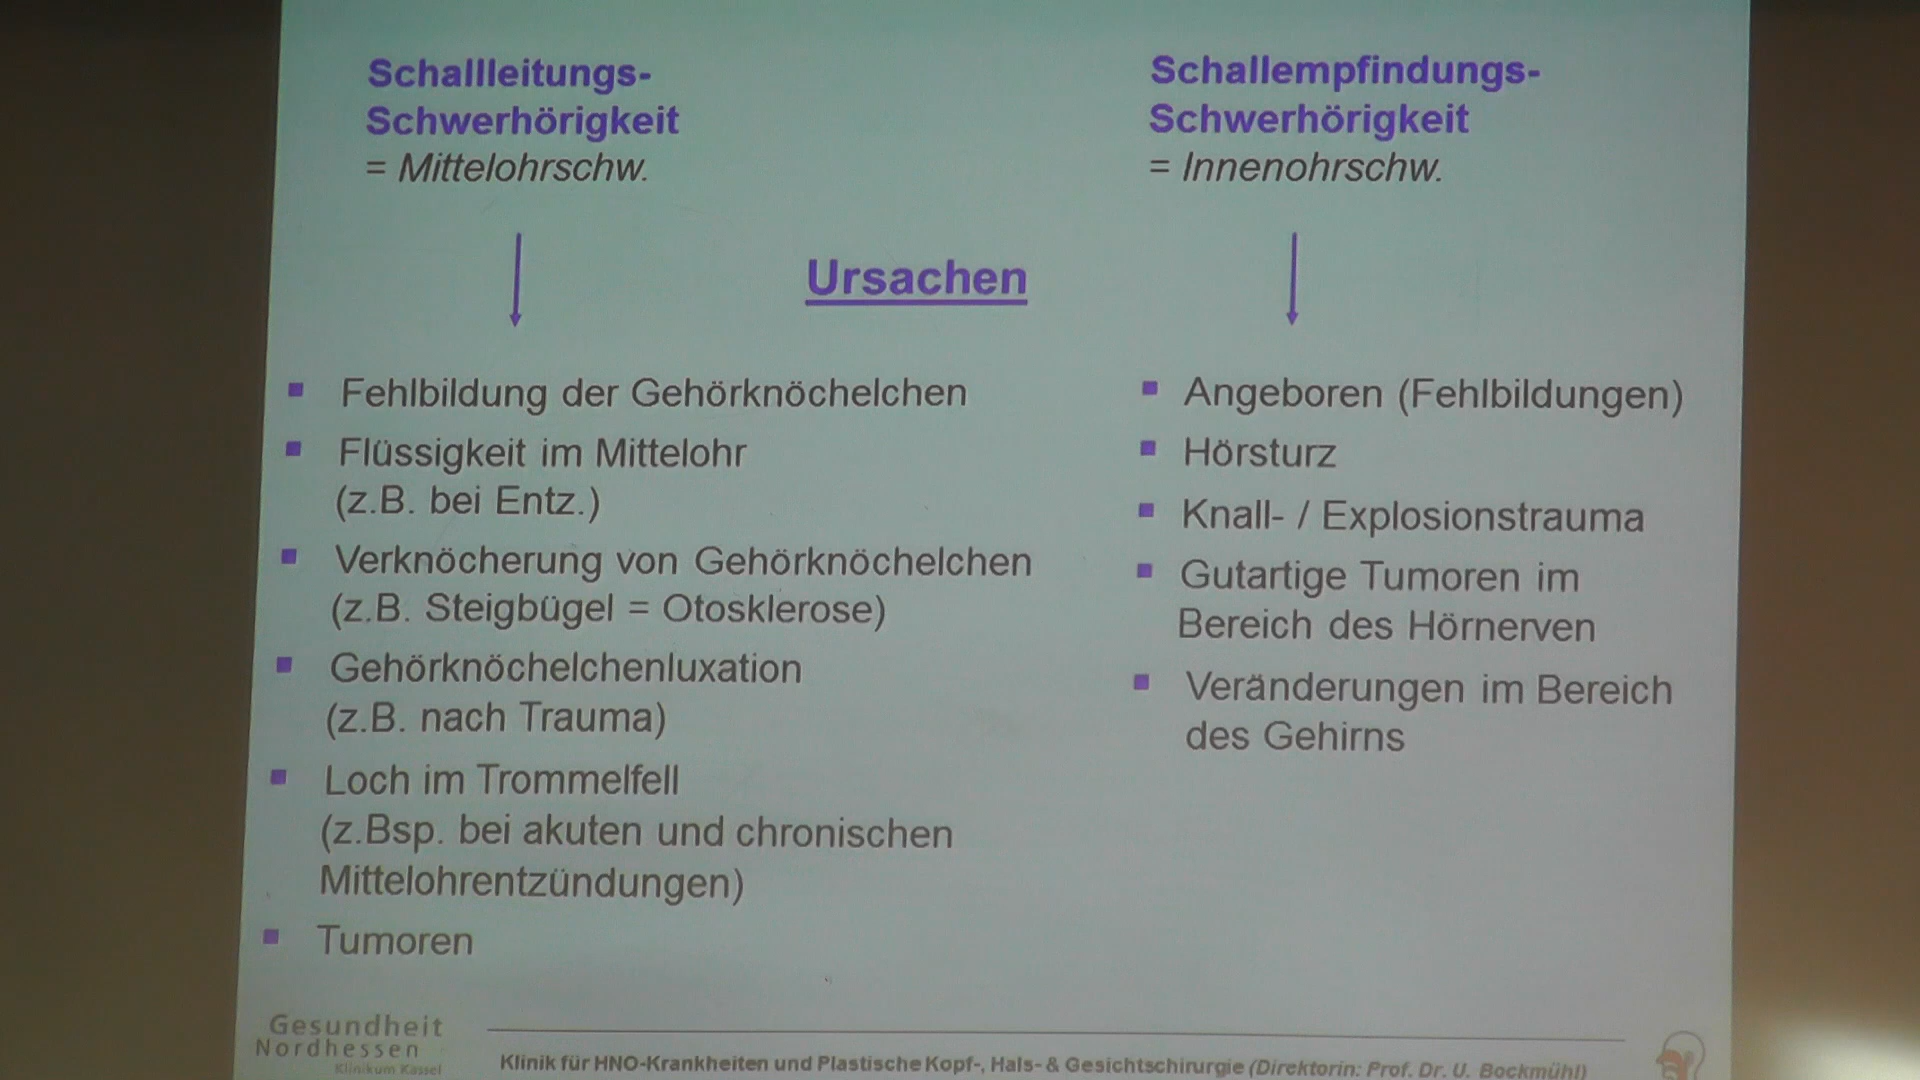 Schallleitungs-
Schwerhörigkeit
= Mittelohrschw.
Schallempfindungs-
Schwerhörigkeit
= Innenohrschw.
Ursachen
Fehlbildung der Gehörknöchelchen
Flüssigkeit im Mittelohr
(z.B. bei Entz.)
Verknöcherung von Gehörknöchelchen
(z.B. Steigbügel = Otosklerose)
Gehörknöchelchenluxation
(z.B. nach Trauma)
Loch im Trommelfell
(z.Bsp. bei akuten und chronischen
Mittelohrentzündungen)
Tumoren
Angeboren (Fehlbildungen)
Hörsturz
Knall- / Explosionstrauma
Gutartige Tumoren im
Bereich des Hörnerven
Veränderungen im Bereich
des Gehirns
Gesundheit
Nordhessen
Klinikum Kassel
Klinik für HNO-Krankheiten und Plastische Kopf-, Hals- & Gesichtschirurgie (Direktorin: Prof. Dr. U. Bockmühl)